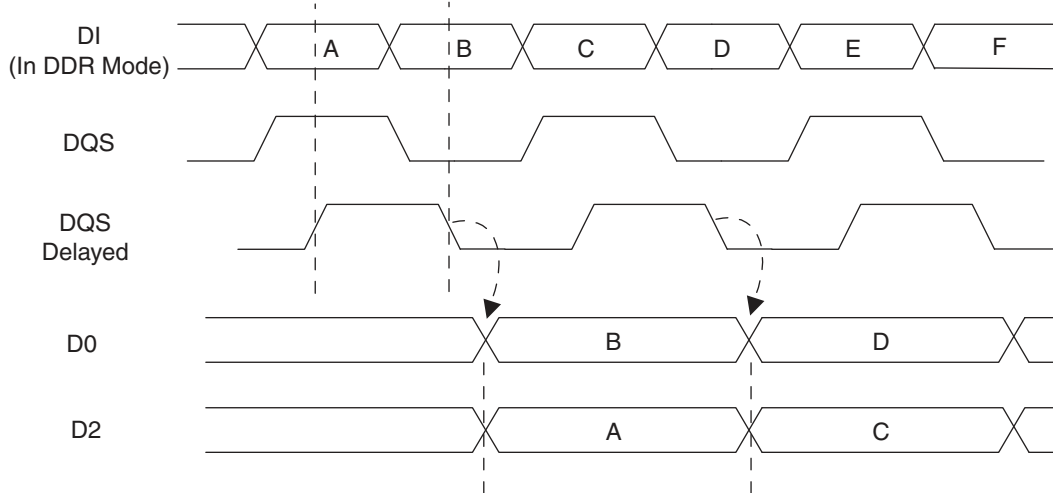 DI
(In DDR Mode)
A B C D E F
DQS
DQS
Delayed
D0
B D
D2
A C